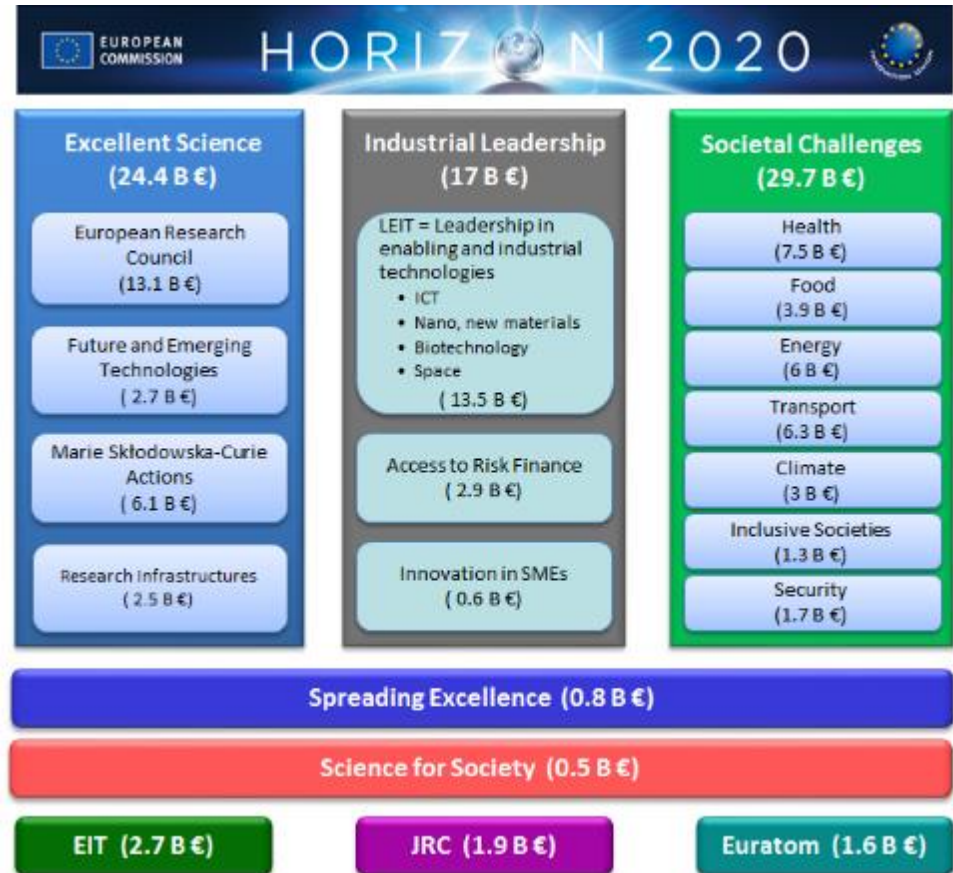 EUROPEAN
COMMISSION
HORIZON 2020
Excellent Science
(24.4 B €)
European Research
Council
(13.1 B €)
Future and Emerging
Technologies
( 2.7 B €)
Marie Skłodowska-Curie
Actions
( 6.1 B €)
Research Infrastructures
( 2.5 B €)
Industrial Leadership
(17 B €)
LEIT = Leadership in
enabling and industrial
technologies
• ICT
• Nano, new materials
• Biotechnology
• Space
( 13.5 B €)
Access to Risk Finance
( 2.9 B €)
Innovation in SMEs
( 0.6 B €)
Societal Challenges
(29.7 B €)
Health
(7.5 B €)
Food
(3.9 B €)
Energy
(6 B €)
Transport
(6.3 B €)
Climate
(3 B €)
Inclusive Societies
(1.3 B €)
Security
(1.7 B €)
Spreading Excellence (0.8 B €)
Science for Society (0.5 B €)
EIT (2.7 B €)
JRC (1.9 B €)
Euratom (1.6 B €)